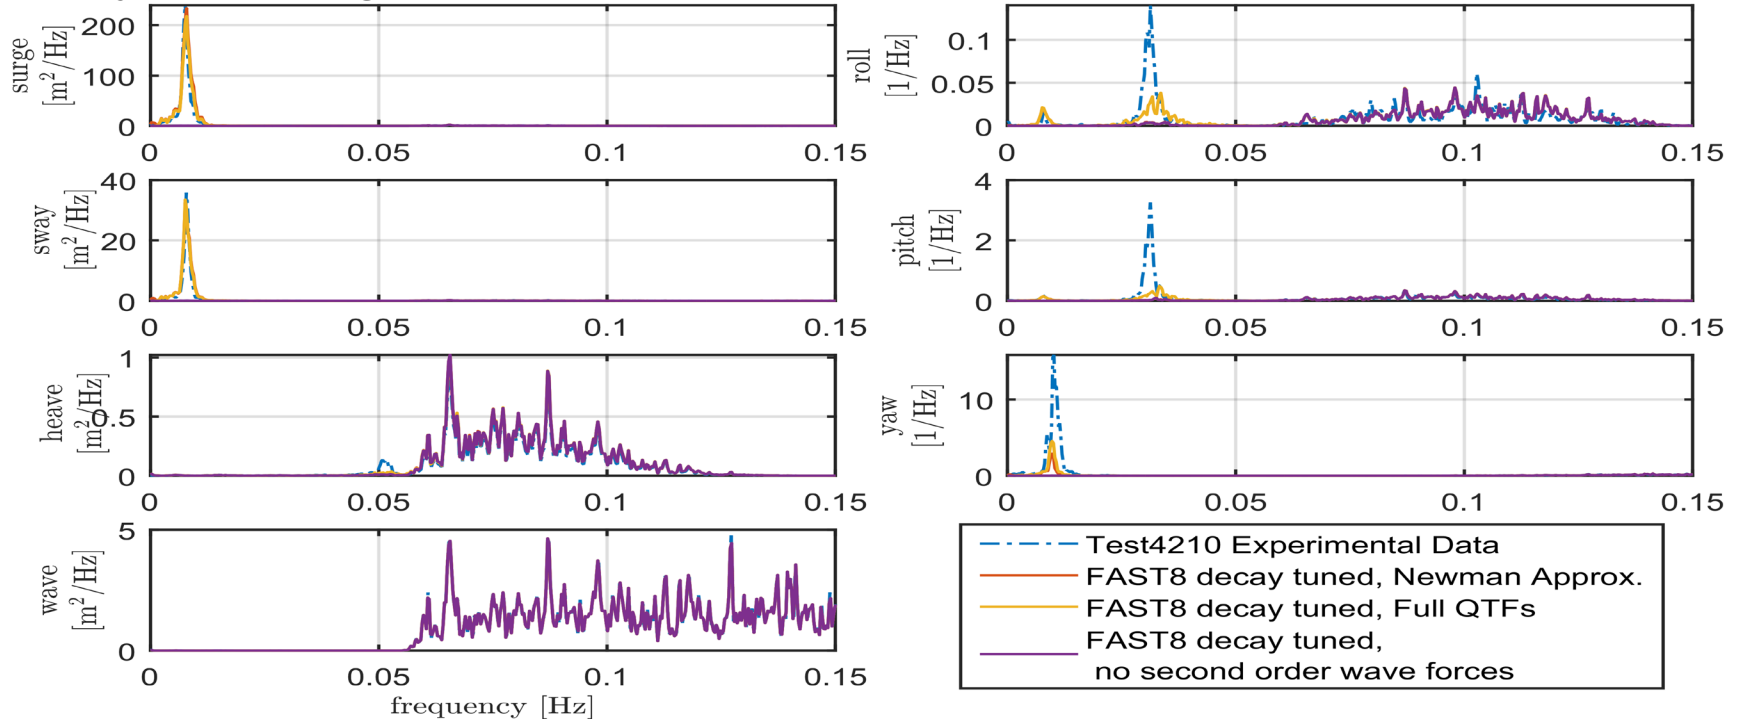 surge
[m²/Hz]
200
100
0
0 0.05 0.1 0.15
roll
[1/Hz]
0.1
0.05
0
0 0.05 0.1 0.15
sway
[m²/Hz]
40
20
0
0 0.05 0.1 0.15
pitch
[1/Hz]
4
2
0
0 0.05 0.1 0.15
heave
[m²/Hz]
1
0.5
0
0 0.05 0.1 0.15
yaw
[1/Hz]
10
0
0 0.05 0.1 0.15
wave
[m²/Hz]
5
0
0 0.05 0.1 0.15
frequency [Hz]
Test4210 Experimental Data
FAST8 decay tuned, Newman Approx.
FAST8 decay tuned, Full QTFs
FAST8 decay tuned,
no second order wave forces